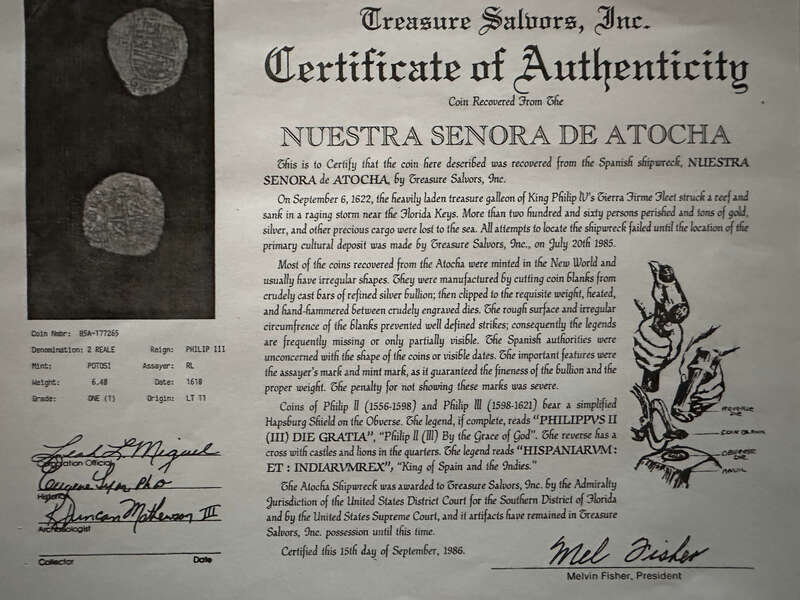 Treasure Salvors, Inc.
Certificate of Authenticity
Coin Recovered From The
NUESTRA SENORA DE ATOCHA
This is to Certify that the coin here described was recovered from the Spanish shipwreck, NUESTRA
SENORA de ATOCHA, by Treasure Salvors, Inc.
On September 6, 1622, the heavily laden treasure galleon of King Philip IV's Tierra Firme Fleet struck a reef and
sank in a raging storm near the Florida Keys. More than two hundred and sixty persons perished and tons of gold,
silver, and other precious cargo were lost to the sea. All attempts to locate the shipwreck failed until the location of the
primary cultural deposit was made by Treasure Salvors, Inc., on July 20th 1985.
Most of the coins recovered from the Atocha were minted in the New World and
usually have irregular shapes. They were manufactured by cutting coin blanks from
crudely cast bars of refined silver bullion; then clipped to the requisite weight, heated,
and hand-hammered between crudely engraved dies. The rough surface and irregular
circumfrence of the blanks prevented well defined strikes; consequently the legends
are frequently missing or only partially visible. The Spanish authorities were
unconcerned with the shape of the coins or visible dates. The important features were
the assayer's mark and mint mark, as it guaranteed the fineness of the bullion and the
proper weight. The penalty for not showing these marks was severe.
Coins of Philip II (1556-1598) and Philip III (1598-1621) bear a simplified
Hapsburg Shield on the Obverse. The legend, if complete, reads "PHILIPPVS II
(III) DIE GRATIA", "Philip II (III) By the Grace of God". The reverse has a
cross with castles and lions in the quarters. The legend reads "HISPANIARVM :
ET : INDIARVMREX", "King of Spain and the Indies."
The Atocha Shipwreck was awarded to Treasure Salvors, Inc. by the Admiralty
Jurisdiction of the United States District Court for the Southern District of Florida
and by the United States Supreme Court, and it artifacts have remained in Treasure
Salvors, Inc. possession until this time.
Certified this 15th day of September, 1986.
Mel Fisher
Melvin Fisher, President
REVERSE
DIE
COIN BLANK
OBVERSE
DIE
ANVIL
Coin Nmbr: 85A-177265
Denomination: 2 REALE Reign: PHILIP III
Mint: POTOSI Assayer: RL
Weight: 6.40 Date: 1618
Grade: ONE (1) Origin: LT 11
Leah L Miguel
Corporation Official
Eugene Lyon PhD
Historian
R Duncan Mathewson III
Archaeologist
Collector Date